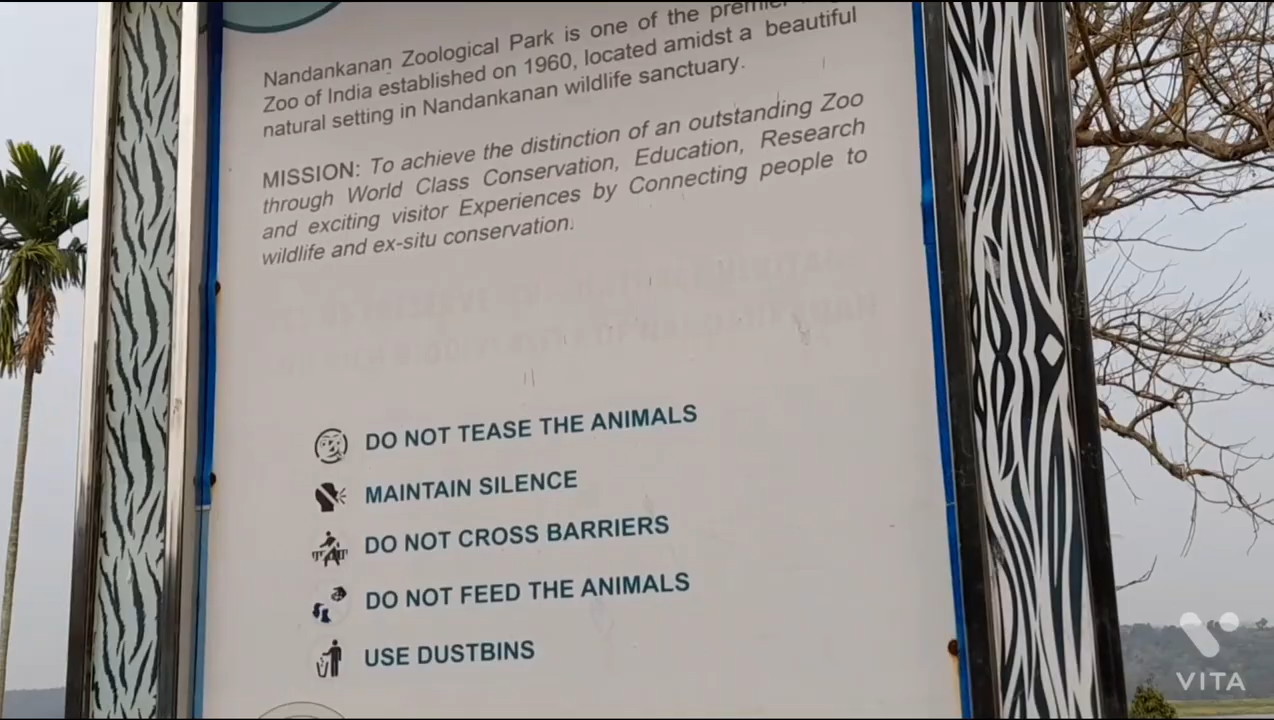 Nandankanan Zoological Park is one of the premier
Zoo of India established on 1960, located amidst a beautiful
natural setting in Nandankanan wildlife sanctuary.
MISSION: To achieve the distinction of an outstanding Zoo
through World Class Conservation, Education, Research
and exciting visitor Experiences by Connecting people to
wildlife and ex-situ conservation.
DO NOT TEASE THE ANIMALS
MAINTAIN SILENCE
DO NOT CROSS BARRIERS
DO NOT FEED THE ANIMALS
USE DUSTBINS
VITA